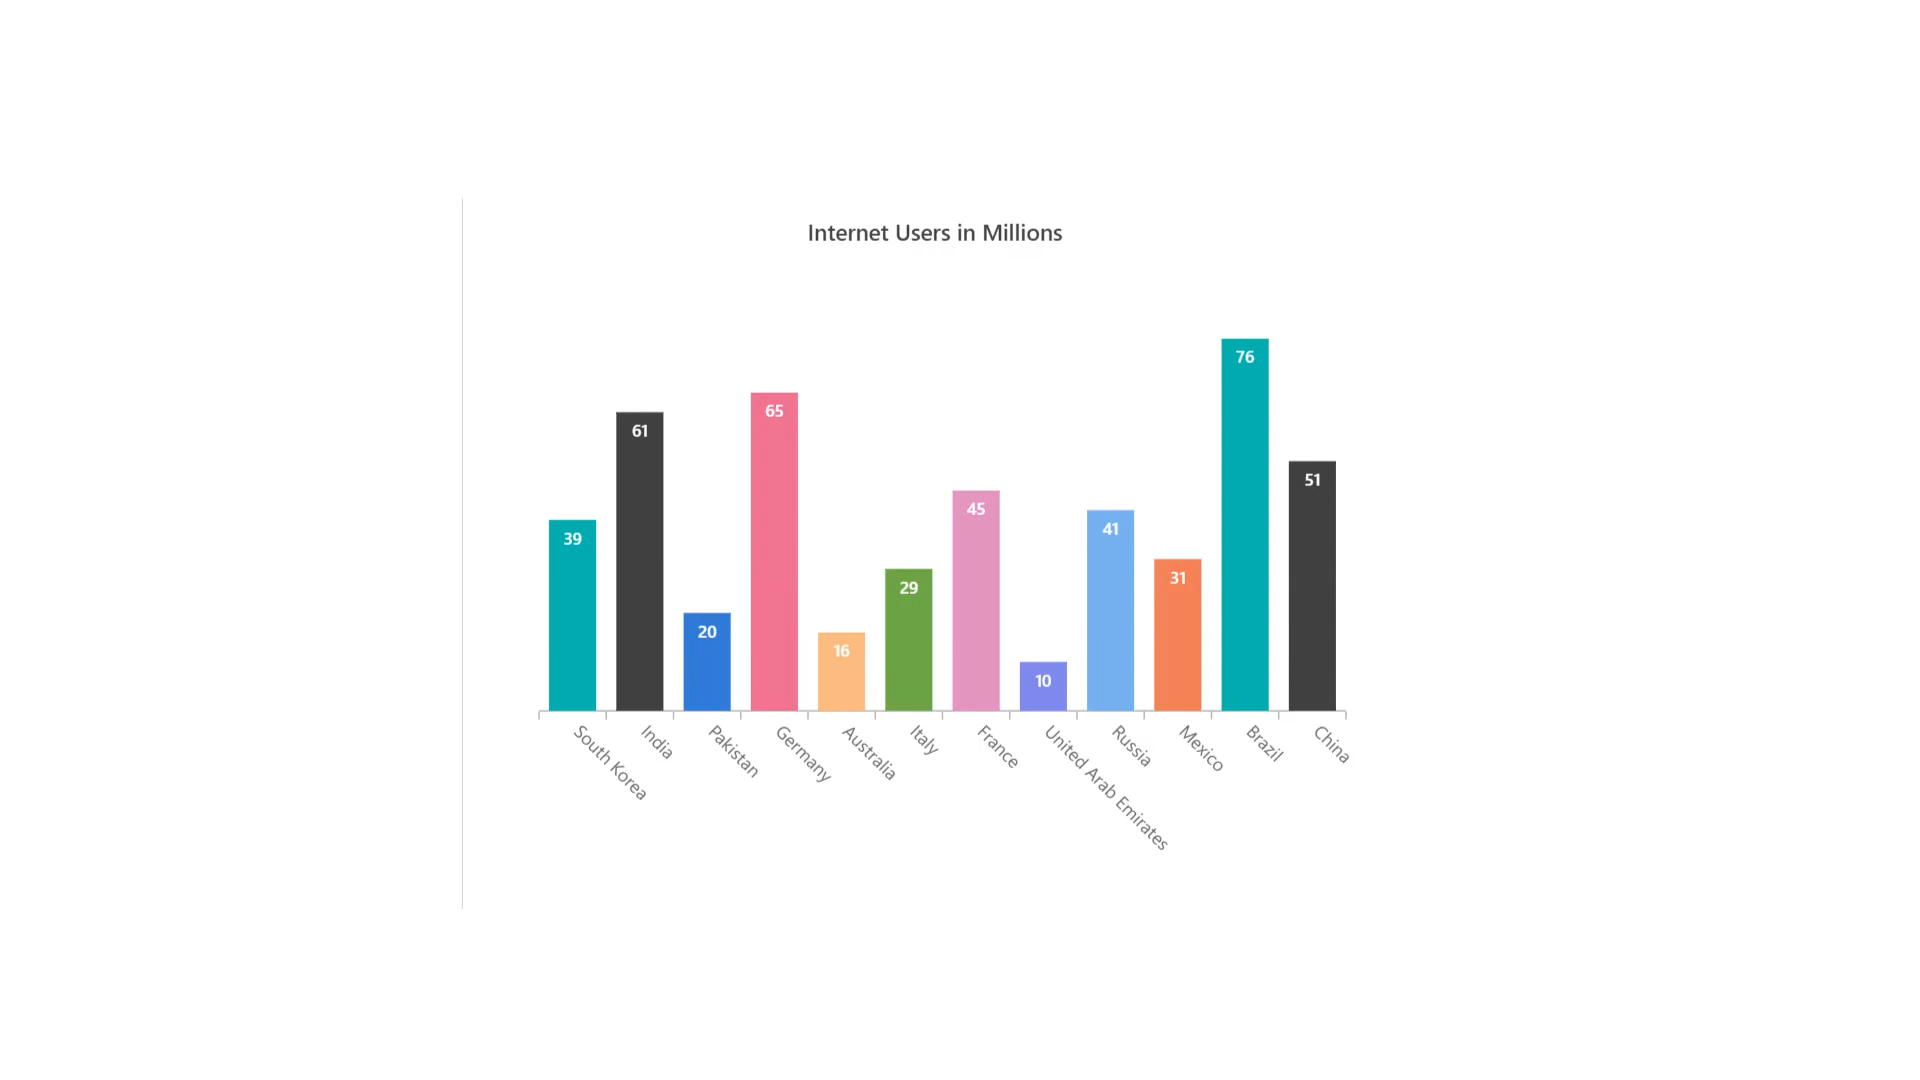 Internet Users in Millions
76
65
61
51
45
41
39
31
29
20
16
10
South Korea
India
Pakistan
Germany
Australia
Italy
France
United Arab Emirates
Russia
Mexico
Brazil
China